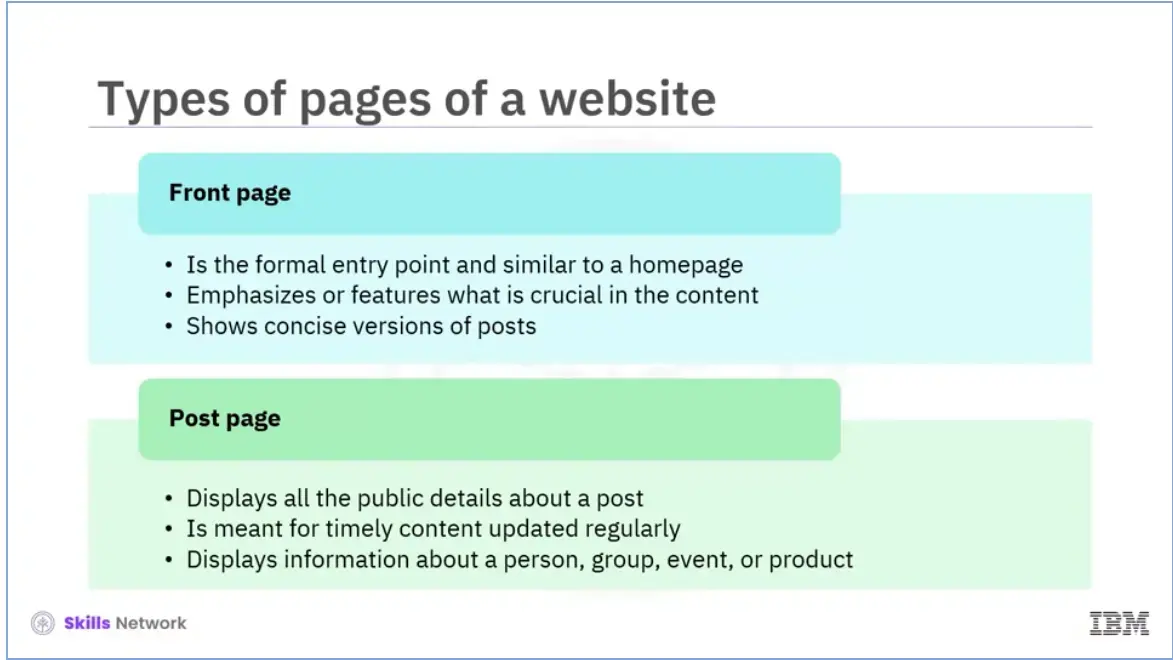 Types of pages of a website
Front page
• Is the formal entry point and similar to a homepage
• Emphasizes or features what is crucial in the content
• Shows concise versions of posts
Post page
• Displays all the public details about a post
• Is meant for timely content updated regularly
• Displays information about a person, group, event, or product
Skills Network
IBM